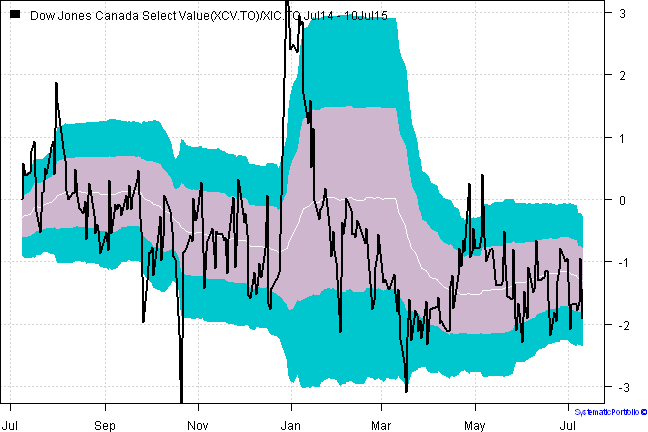 Dow Jones Canada Select Value(XCV.TO)/XIC.TO Jul14 - 10Jul15
3
2
1
0
-1
-2
-3
Jul Sep Nov Jan Mar May Jul
SystematicPortfolio ©